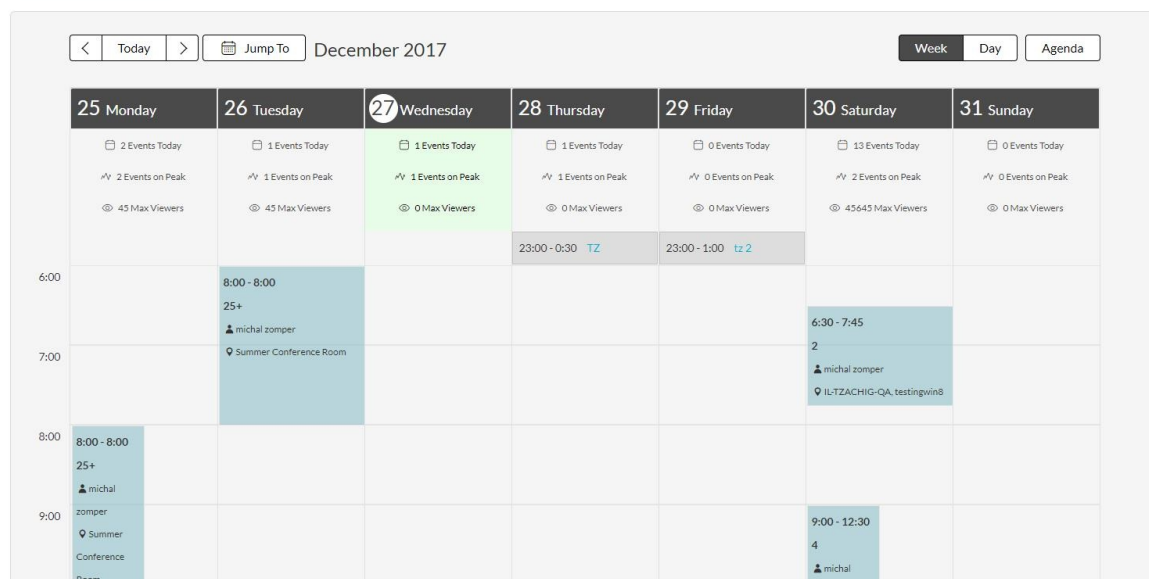 Today
Jump To
December 2017
Week
Day
Agenda
25 Monday
26 Tuesday
27 Wednesday
28 Thursday
29 Friday
30 Saturday
31 Sunday
2 Events Today
1 Events Today
1 Events Today
1 Events Today
0 Events Today
13 Events Today
0 Events Today
2 Events on Peak
1 Events on Peak
1 Events on Peak
1 Events on Peak
0 Events on Peak
2 Events on Peak
0 Events on Peak
45 Max Viewers
45 Max Viewers
0 Max Viewers
0 Max Viewers
0 Max Viewers
45645 Max Viewers
0 Max Viewers
23:00 - 0:30 TZ
23:00 - 1:00 tz 2
6:00
8:00 - 8:00
25+
michal zomper
Summer Conference Room
6:30 - 7:45
2
michal zomper
IL-TZACHIG-QA, testingwin8
7:00
8:00
8:00 - 8:00
25+
michal
zomper
Summer
Conference
Room
9:00
9:00 - 12:30
4
michal